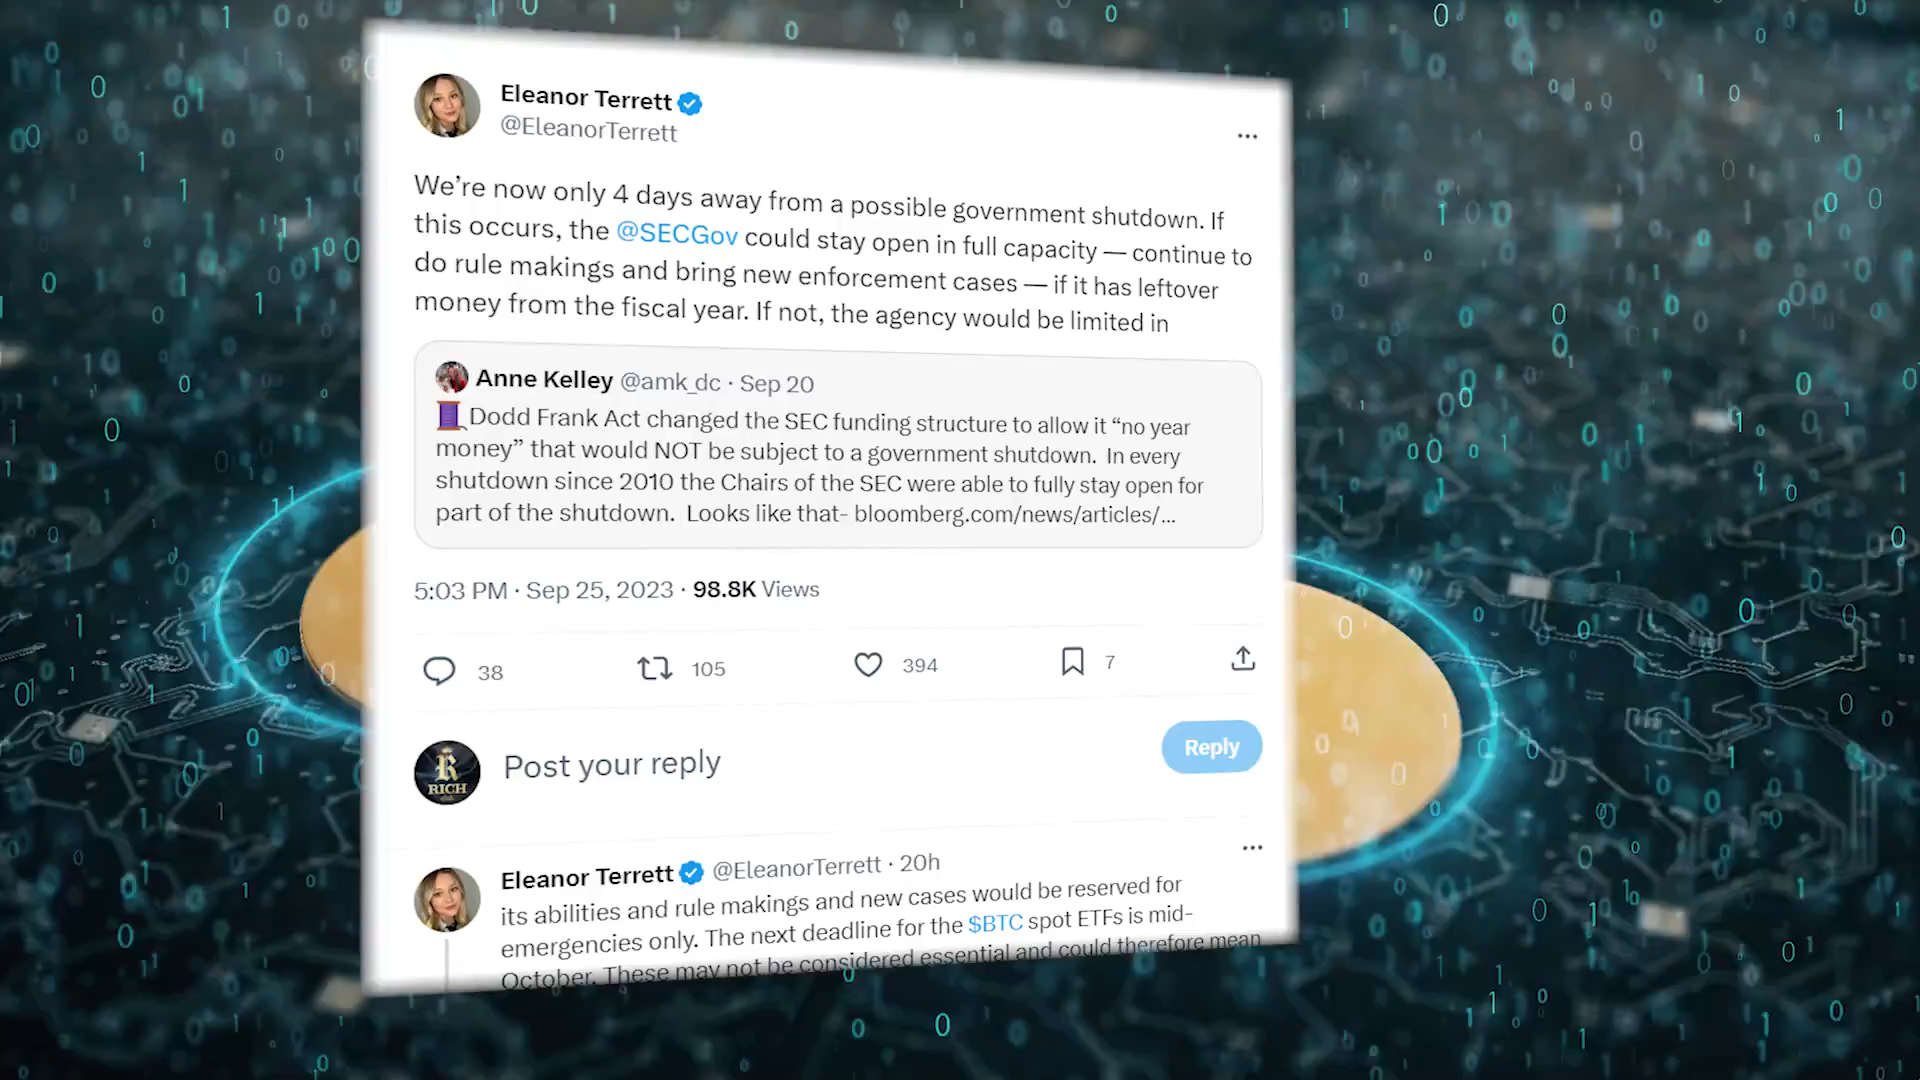 Eleanor Terrett
@EleanorTerrett
We’re now only 4 days away from a possible government shutdown. If
this occurs, the @SECGov could stay open in full capacity — continue to
do rule makings and bring new enforcement cases — if it has leftover
money from the fiscal year. If not, the agency would be limited in
Anne Kelley @amk_dc · Sep 20
Dodd Frank Act changed the SEC funding structure to allow it “no year
money” that would NOT be subject to a government shutdown. In every
shutdown since 2010 the Chairs of the SEC were able to fully stay open for
part of the shutdown. Looks like that- bloomberg.com/news/articles/...
5:03 PM · Sep 25, 2023 · 98.8K Views
38 105 394 7
R
RICH
Post your reply
Reply
Eleanor Terrett @EleanorTerrett · 20h
its abilities and rule makings and new cases would be reserved for
emergencies only. The next deadline for the $BTC spot ETFs is mid-
October. These may not be considered essential and could therefore mean